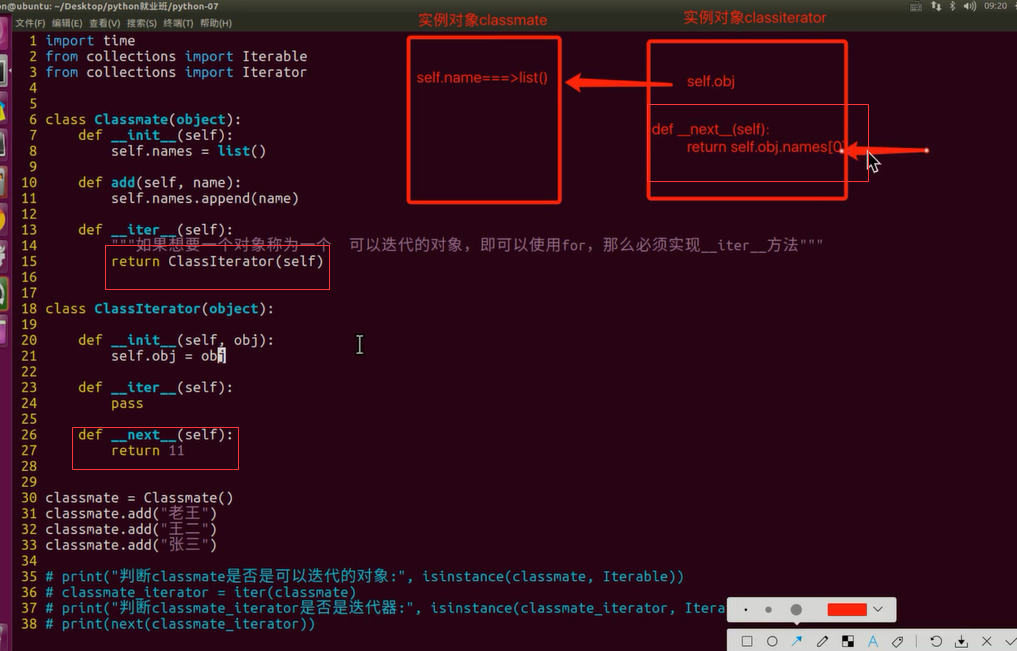 on@ubuntu: ~/Desktop/python就业班/python-07
09:20
文件(F) 编辑(E) 查看(V) 搜索(S) 终端(T) 帮助(H)
实例对象classmate
实例对象classiterator
self.name===>list()
self.obj
def __next__(self):
return self.obj.names[0]
1 import time
2 from collections import Iterable
3 from collections import Iterator
4
5
6 class Classmate(object):
7 def __init__(self):
8 self.names = list()
9
10 def add(self, name):
11 self.names.append(name)
12
13 def __iter__(self):
14 """如果想要一个对象称为一个 可以迭代的对象，即可以使用for，那么必须实现__iter__方法"""
15 return ClassIterator(self)
16
17
18 class ClassIterator(object):
19
20 def __init__(self, obj):
21 self.obj = obj
22
23 def __iter__(self):
24 pass
25
26 def __next__(self):
27 return 11
28
29
30 classmate = Classmate()
31 classmate.add("老王")
32 classmate.add("王二")
33 classmate.add("张三")
34
35 # print("判断classmate是否是可以迭代的对象:", isinstance(classmate, Iterable))
36 # classmate_iterator = iter(classmate)
37 # print("判断classmate_iterator是否是迭代器:", isinstance(classmate_iterator, Itera
38 # print(next(classmate_iterator))